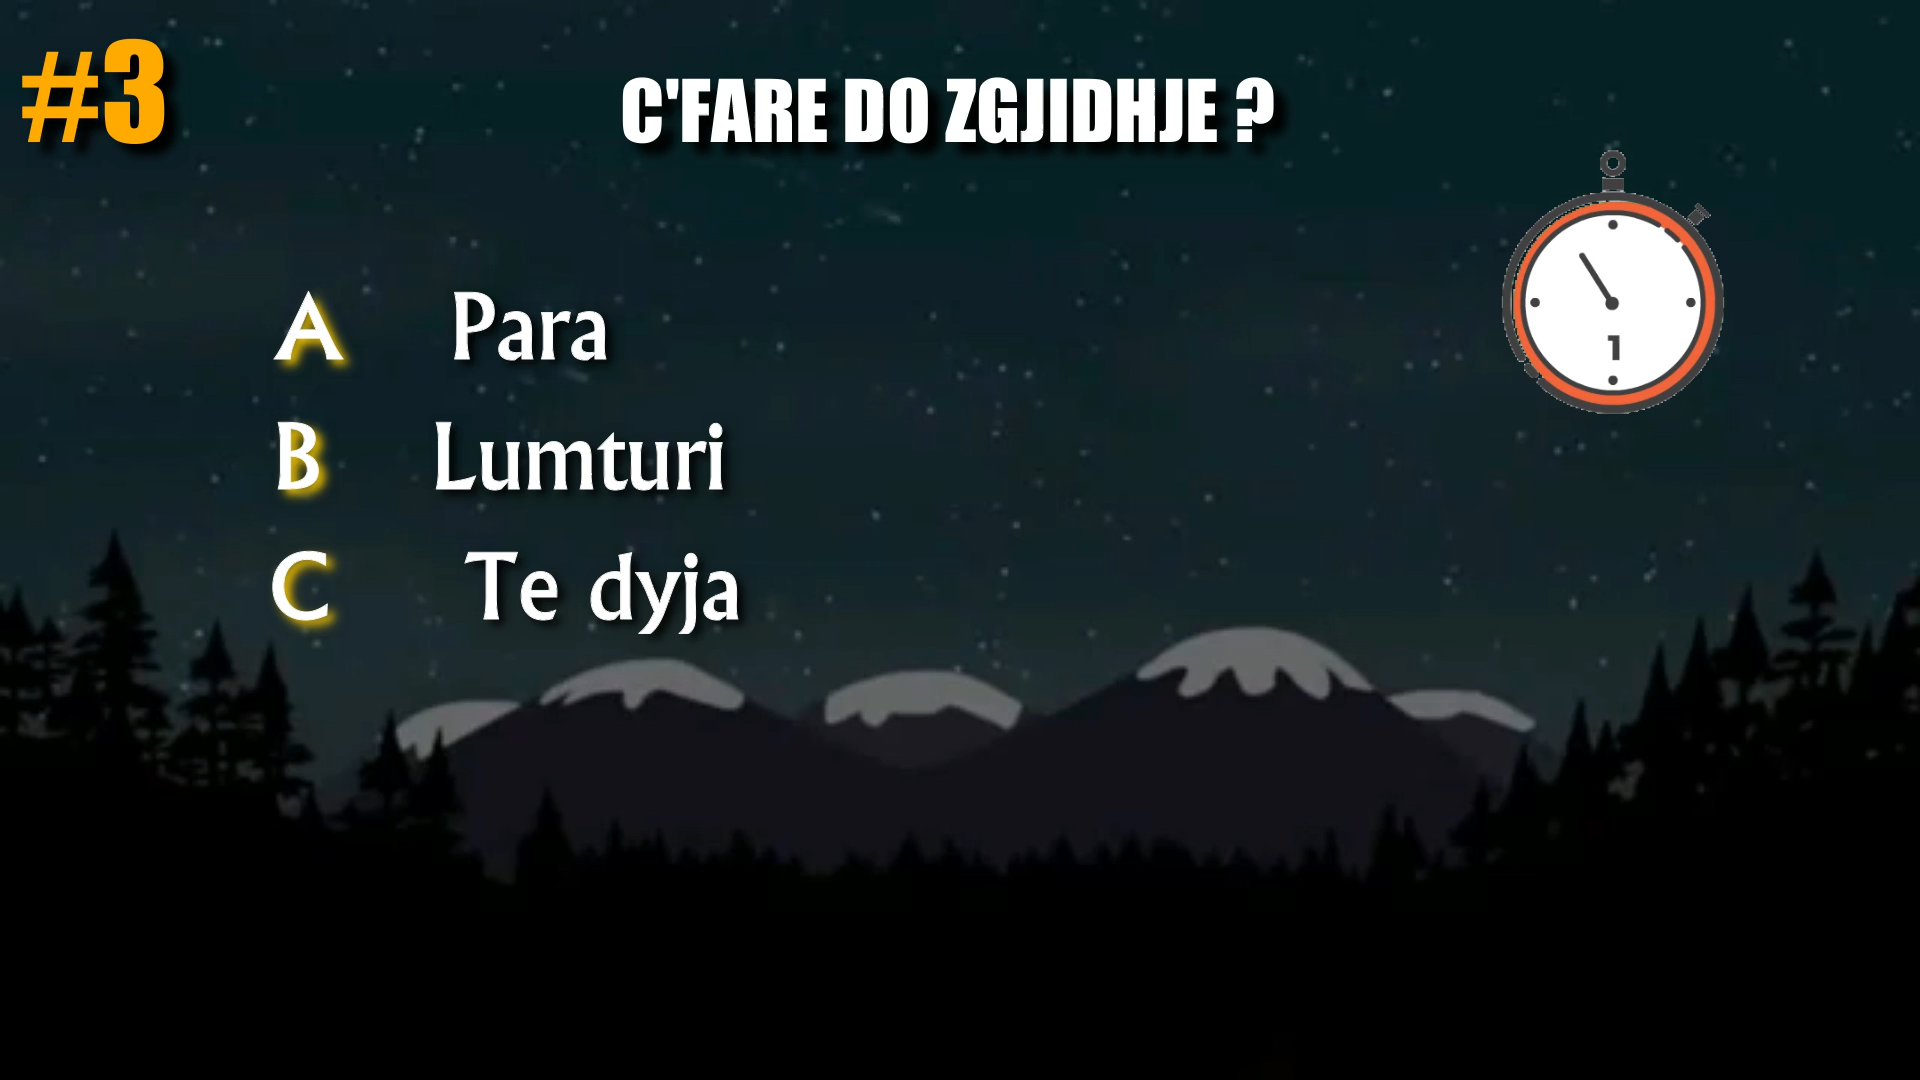 #3
C'FARE DO ZGJIDHJE ?
A Para
B Lumturi
C Te dyja
1